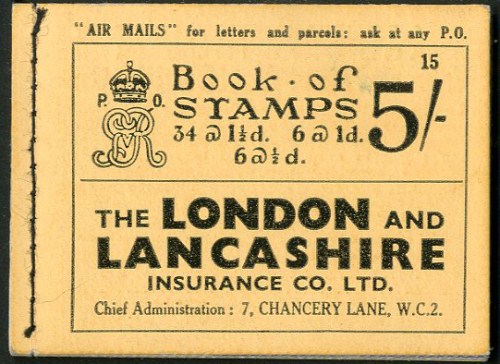 "AIR MAILS" for letters and parcels: ask at any P.O.
15
P. O.
GR
Book · of
STAMPS
5/-
34 @ 1½d. 6 @ 1d.
6 @ ½d.
THE LONDON AND
LANCASHIRE
INSURANCE CO. LTD.
Chief Administration: 7, CHANCERY LANE, W.C.2.